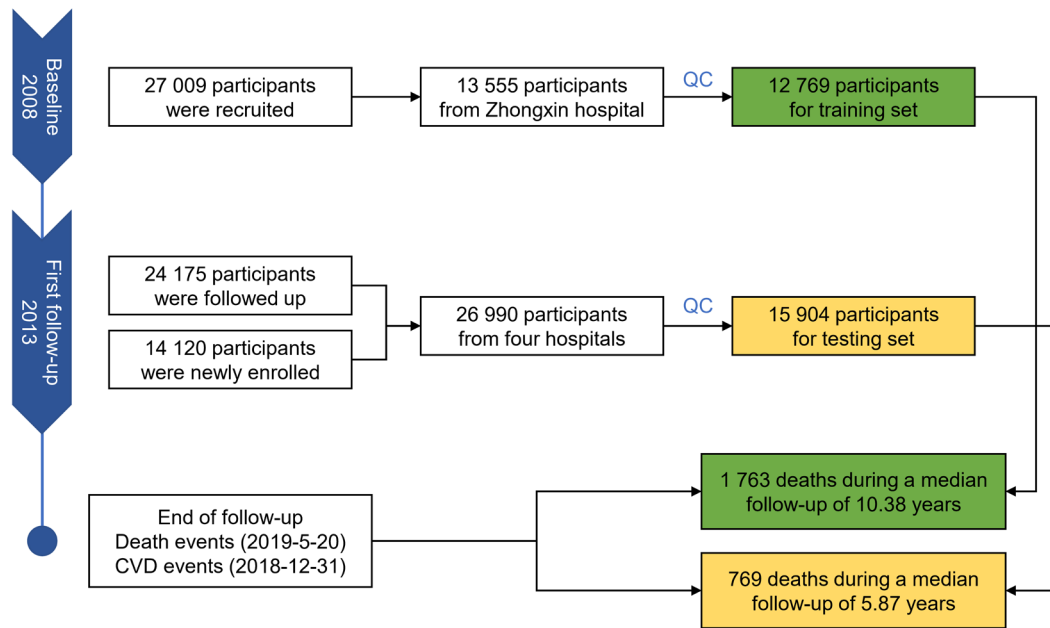 Baseline
2008
27 009 participants
were recruited
13 555 participants
from Zhongxin hospital
QC
12 769 participants
for training set
First follow-up
2013
24 175 participants
were followed up
14 120 participants
were newly enrolled
26 990 participants
from four hospitals
QC
15 904 participants
for testing set
End of follow-up
Death events (2019-5-20)
CVD events (2018-12-31)
1 763 deaths during a median
follow-up of 10.38 years
769 deaths during a median
follow-up of 5.87 years